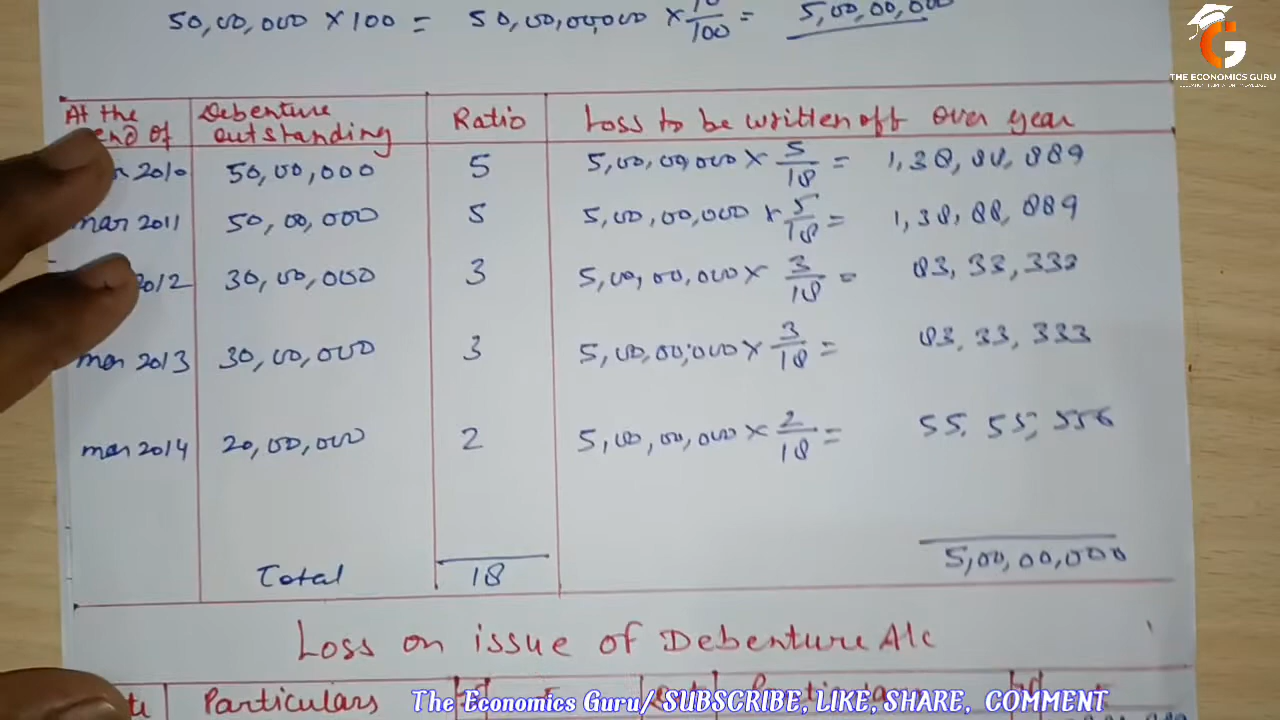 50,00,000 × 100 = 50,00,00,000 × 10/100 = 5,00,00,000
THE ECONOMICS GURU
At the end of Debenture outstanding Ratio Loss to be written off over year
2010 50,00,000 5 5,00,00,000 × 5/18 = 1,38,88,889
mar 2011 50,00,000 5 5,00,00,000 × 5/18 = 1,38,88,889
2012 30,00,000 3 5,00,00,000 × 3/18 = 83,33,333
mar 2013 30,00,000 3 5,00,00,000 × 3/18 = 83,33,333
mar 2014 20,00,000 2 5,00,00,000 × 2/18 = 55,55,556
Total 18 5,00,00,000
Loss on issue of Debenture A/c
Particulars
The Economics Guru/ SUBSCRIBE, LIKE, SHARE, COMMENT